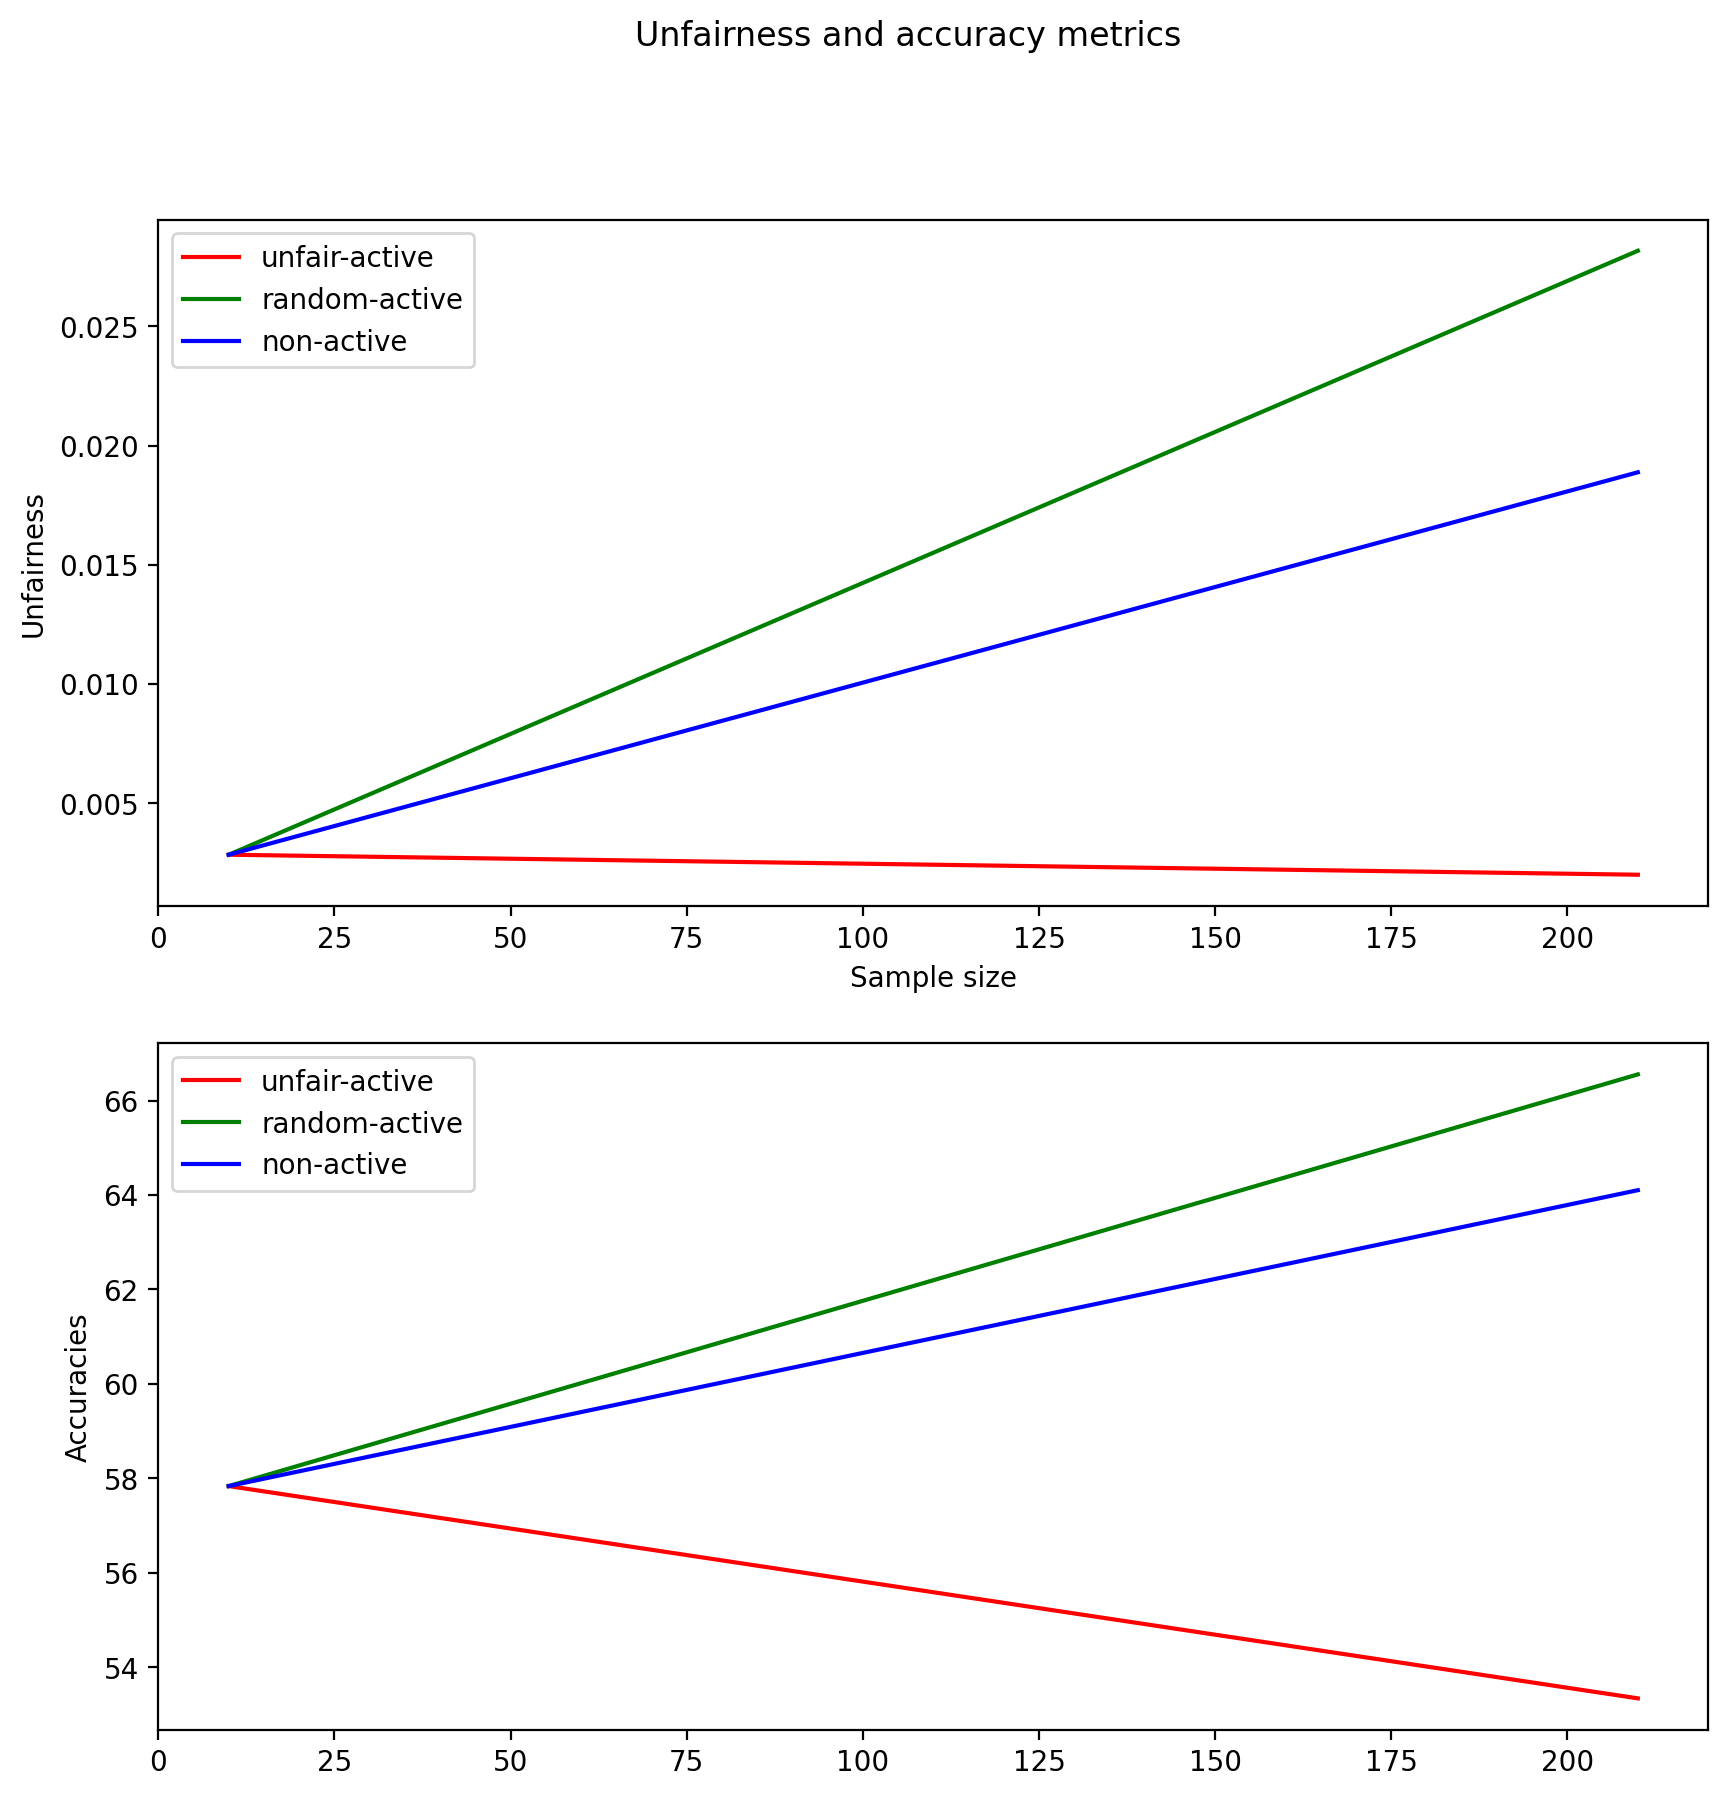 Unfairness and accuracy metrics
unfair-active
random-active
non-active
0.025
0.020
0.015
0.010
0.005
Unfairness
0 25 50 75 100 125 150 175 200
Sample size
unfair-active
random-active
non-active
66
64
62
60
58
56
54
Accuracies
0 25 50 75 100 125 150 175 200